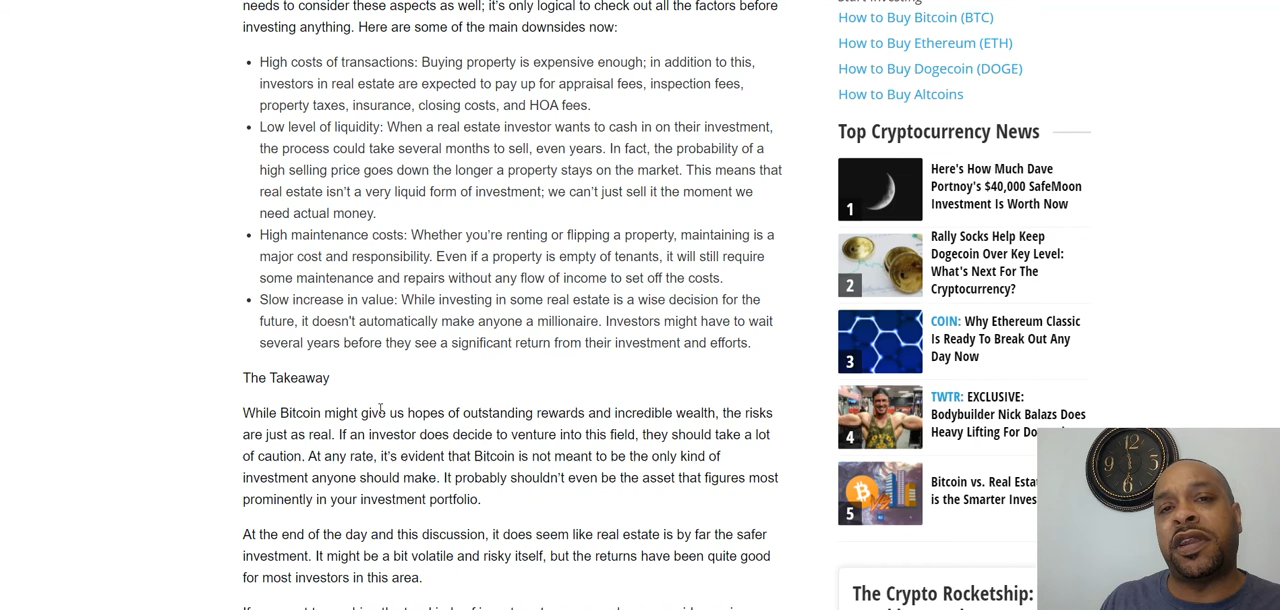 needs to consider these aspects as well; it's only logical to check out all the factors before
investing anything. Here are some of the main downsides now:
• High costs of transactions: Buying property is expensive enough; in addition to this,
investors in real estate are expected to pay up for appraisal fees, inspection fees,
property taxes, insurance, closing costs, and HOA fees.
• Low level of liquidity: When a real estate investor wants to cash in on their investment,
the process could take several months to sell, even years. In fact, the probability of a
high selling price goes down the longer a property stays on the market. This means that
real estate isn't a very liquid form of investment; we can't just sell it the moment we
need actual money.
• High maintenance costs: Whether you're renting or flipping a property, maintaining is a
major cost and responsibility. Even if a property is empty of tenants, it will still require
some maintenance and repairs without any flow of income to set off the costs.
• Slow increase in value: While investing in some real estate is a wise decision for the
future, it doesn't automatically make anyone a millionaire. Investors might have to wait
several years before they see a significant return from their investment and efforts.
The Takeaway
While Bitcoin might give us hopes of outstanding rewards and incredible wealth, the risks
are just as real. If an investor does decide to venture into this field, they should take a lot
of caution. At any rate, it's evident that Bitcoin is not meant to be the only kind of
investment anyone should make. It probably shouldn't even be the asset that figures most
prominently in your investment portfolio.
At the end of the day and this discussion, it does seem like real estate is by far the safer
investment. It might be a bit volatile and risky itself, but the returns have been quite good
for most investors in this area.
How to Buy Bitcoin (BTC)
How to Buy Ethereum (ETH)
How to Buy Dogecoin (DOGE)
How to Buy Altcoins
Top Cryptocurrency News
1
Here's How Much Dave
Portnoy's $40,000 SafeMoon
Investment Is Worth Now
2
Rally Socks Help Keep
Dogecoin Over Key Level:
What's Next For The
Cryptocurrency?
3
COIN: Why Ethereum Classic
Is Ready To Break Out Any
Day Now
4
TWTR: EXCLUSIVE:
Bodybuilder Nick Balazs Does
Heavy Lifting For Do
5
Bitcoin vs. Real Esta
is the Smarter Inves
The Crypto Rocketship:
12
3
6
9